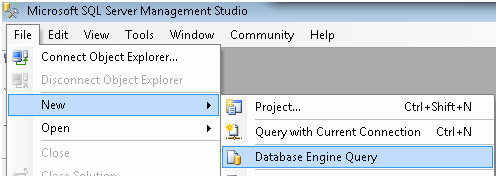 Microsoft SQL Server Management Studio
File Edit View Tools Window Community Help
Connect Object Explorer...
Disconnect Object Explorer
New
Project... Ctrl+Shift+N
Open
Query with Current Connection Ctrl+N
Close
Database Engine Query
Close Solution